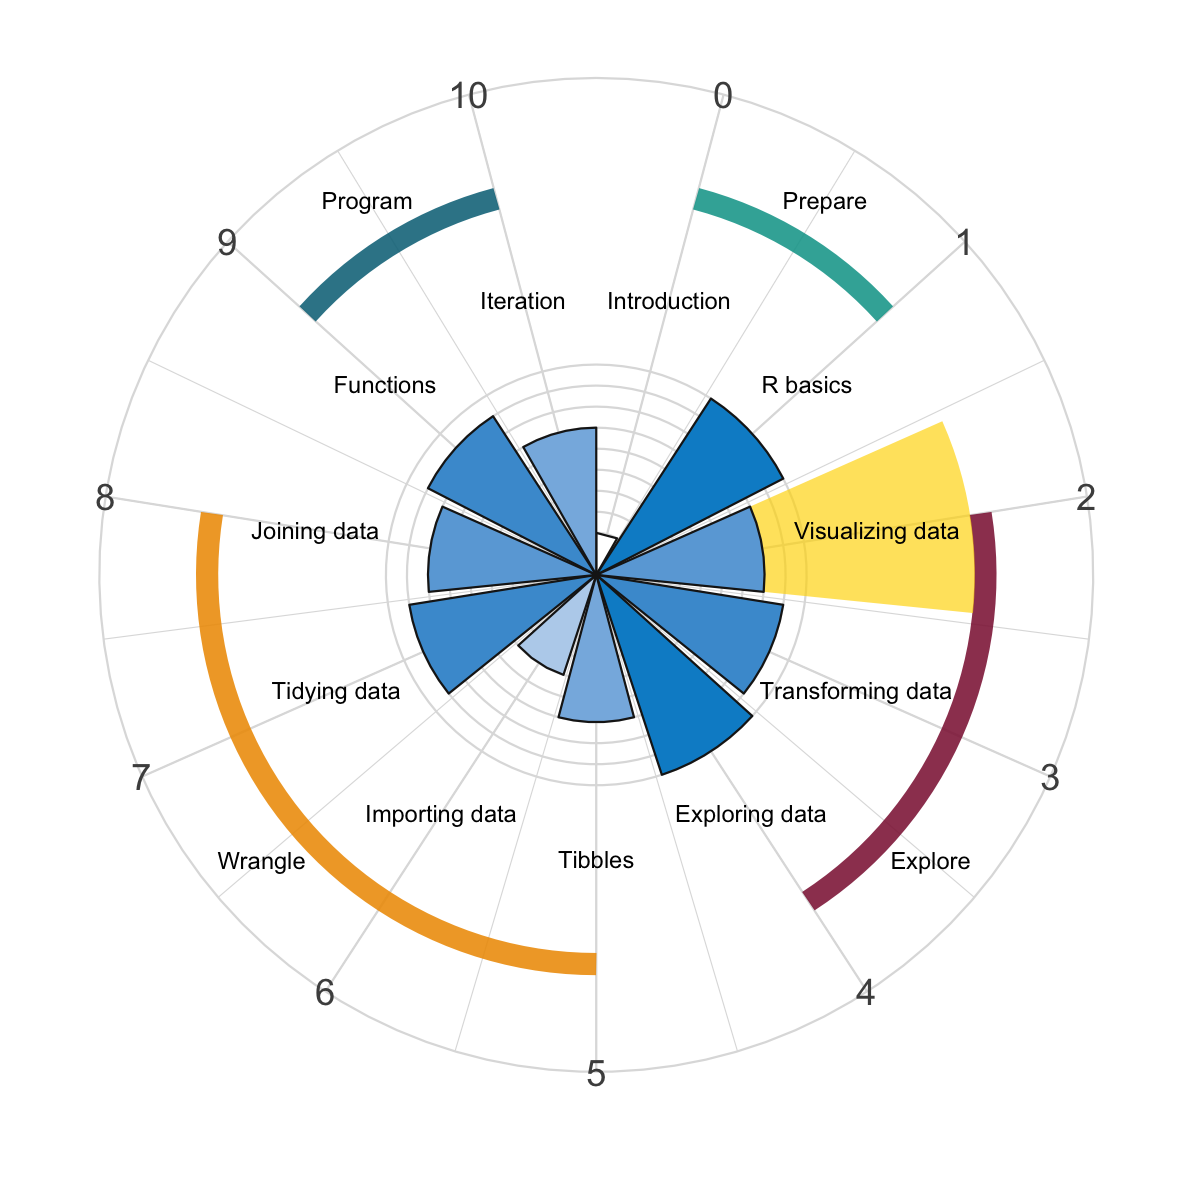 10
0
Program
Prepare
9
1
Iteration
Introduction
Functions
R basics
8
2
Joining data
Visualizing data
Tidying data
Transforming data
7
3
Importing data
Exploring data
Wrangle
Tibbles
Explore
6
4
5